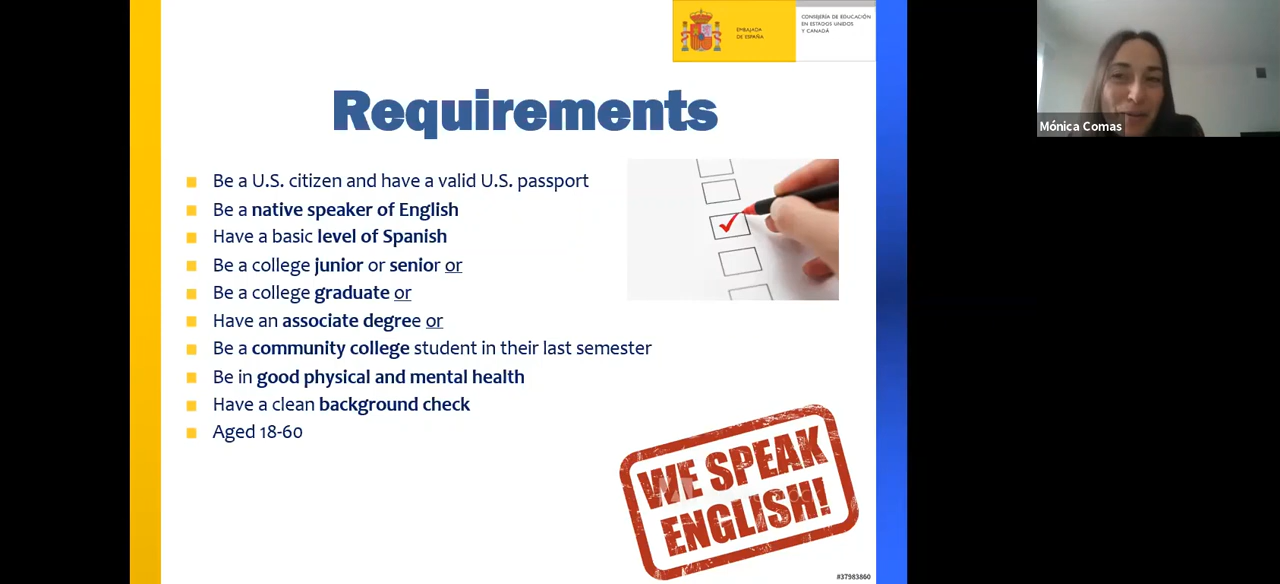 EMBAJADA
DE ESPAÑA
CONSEJERÍA DE EDUCACIÓN
EN ESTADOS UNIDOS
Y CANADÁ
Mónica Comas
Requirements
Be a U.S. citizen and have a valid U.S. passport
Be a native speaker of English
Have a basic level of Spanish
Be a college junior or senior or
Be a college graduate or
Have an associate degree or
Be a community college student in their last semester
Be in good physical and mental health
Have a clean background check
Aged 18-60
WE SPEAK
ENGLISH!
#37983860